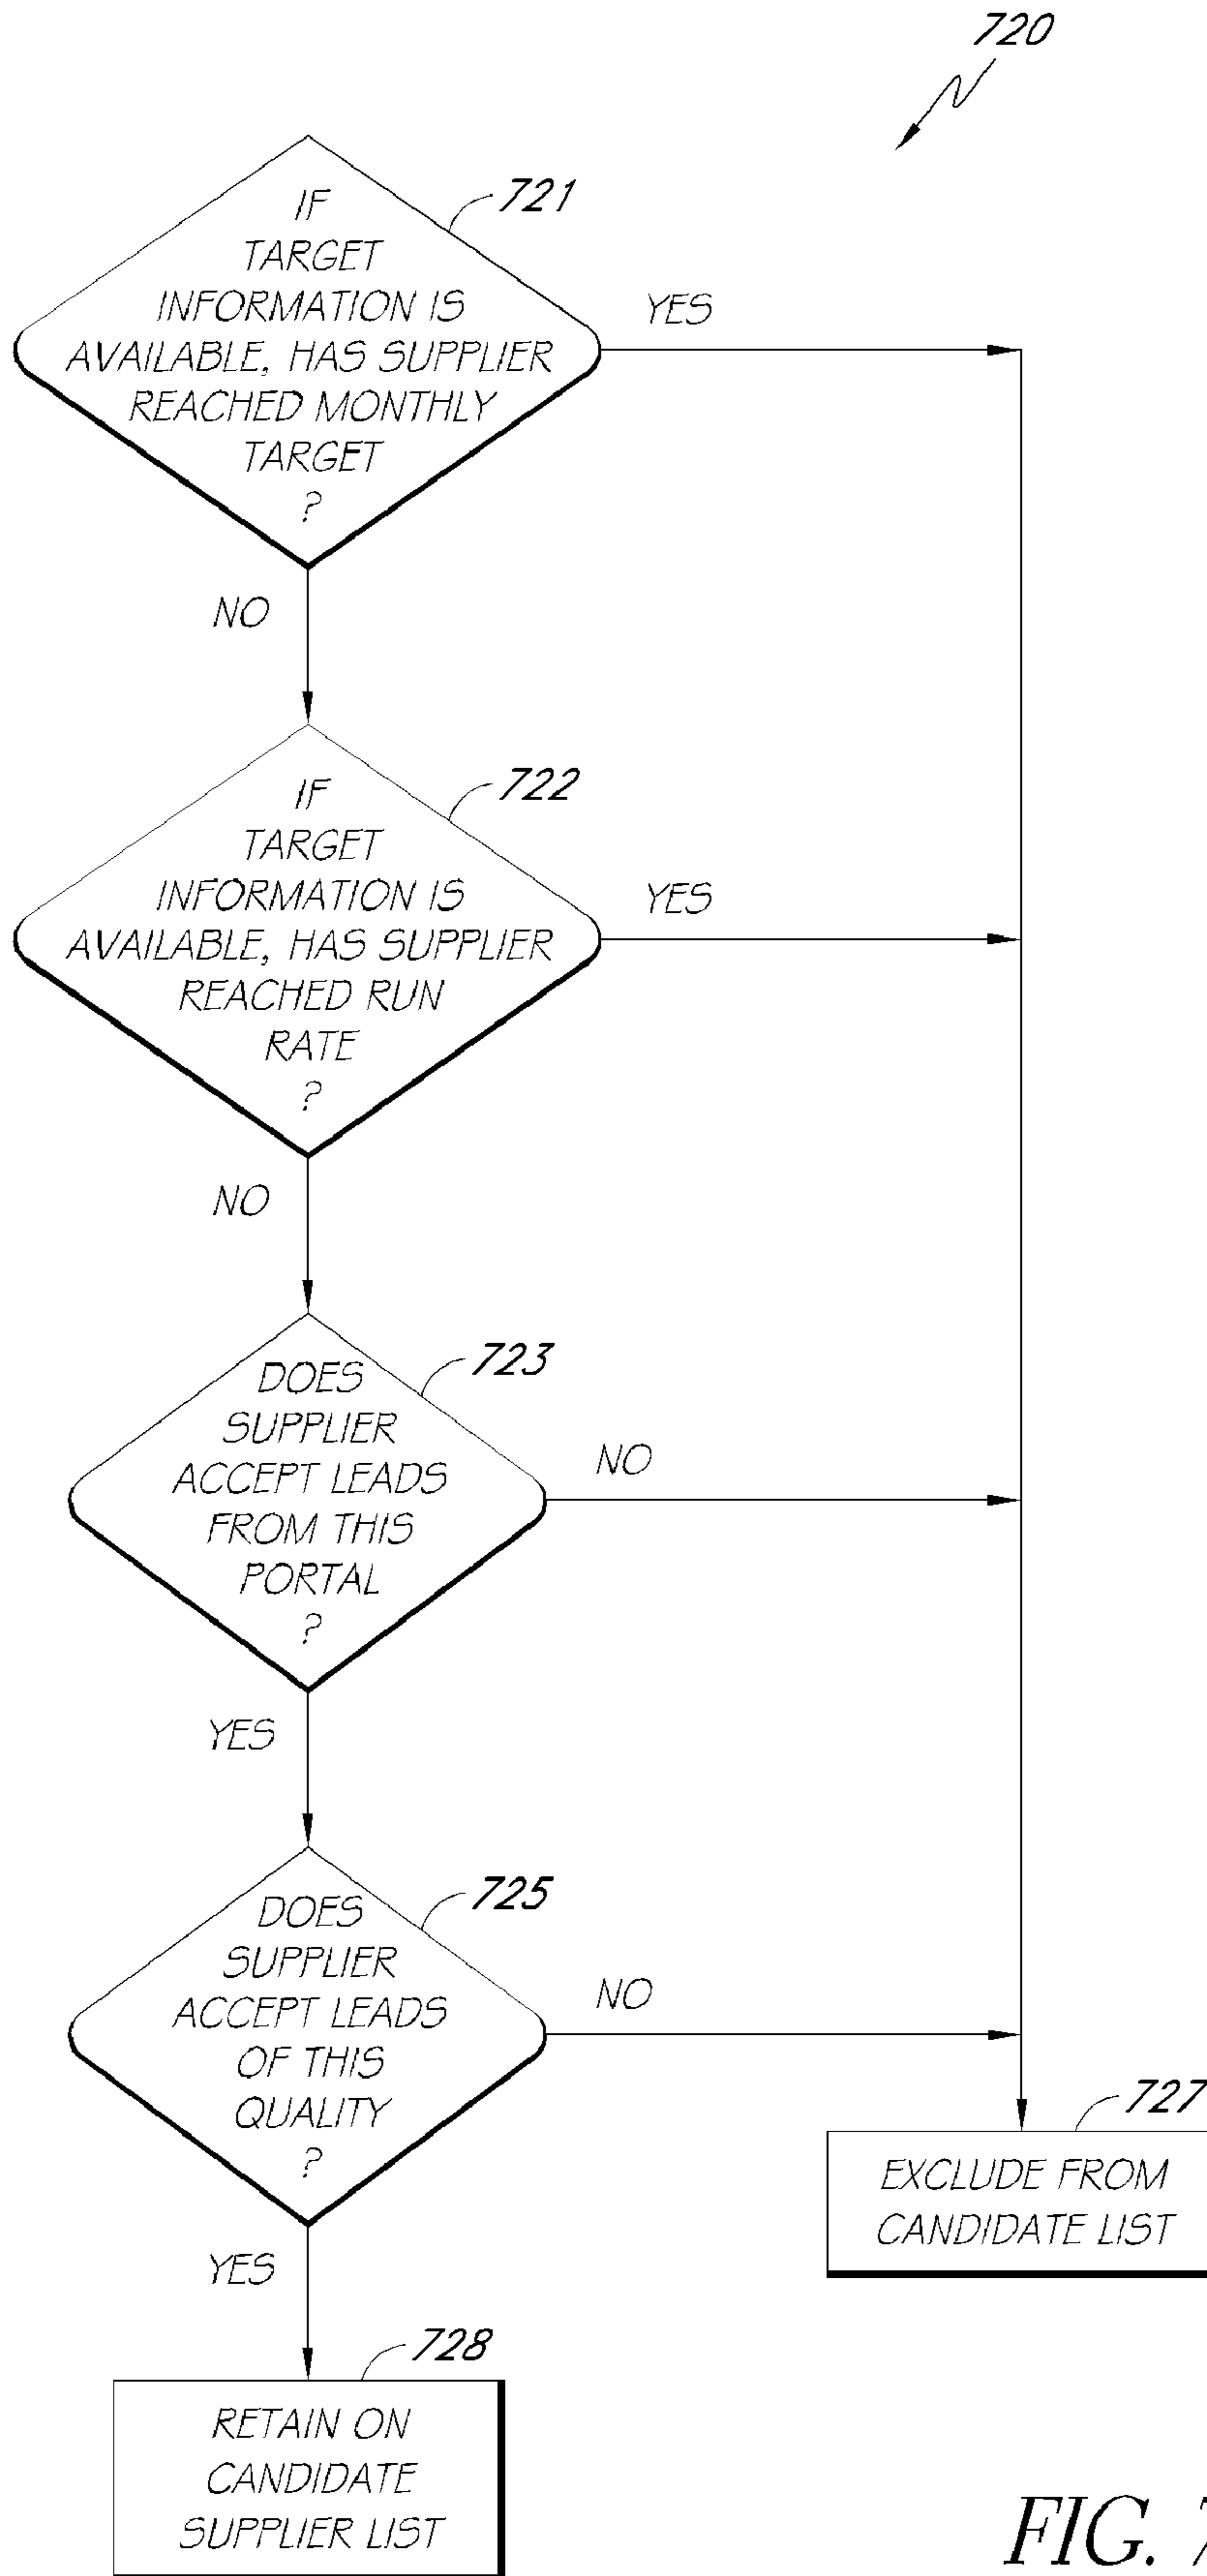 720
721
IF
TARGET
INFORMATION IS
AVAILABLE, HAS SUPPLIER
REACHED MONTHLY
TARGET
?
YES
NO
722
IF
TARGET
INFORMATION IS
AVAILABLE, HAS SUPPLIER
REACHED RUN
RATE
?
YES
NO
723
DOES
SUPPLIER
ACCEPT LEADS
FROM THIS
PORTAL
?
NO
YES
725
DOES
SUPPLIER
ACCEPT LEADS
OF THIS
QUALITY
?
NO
YES
727
EXCLUDE FROM
CANDIDATE LIST
728
RETAIN ON
CANDIDATE
SUPPLIER LIST
FIG.